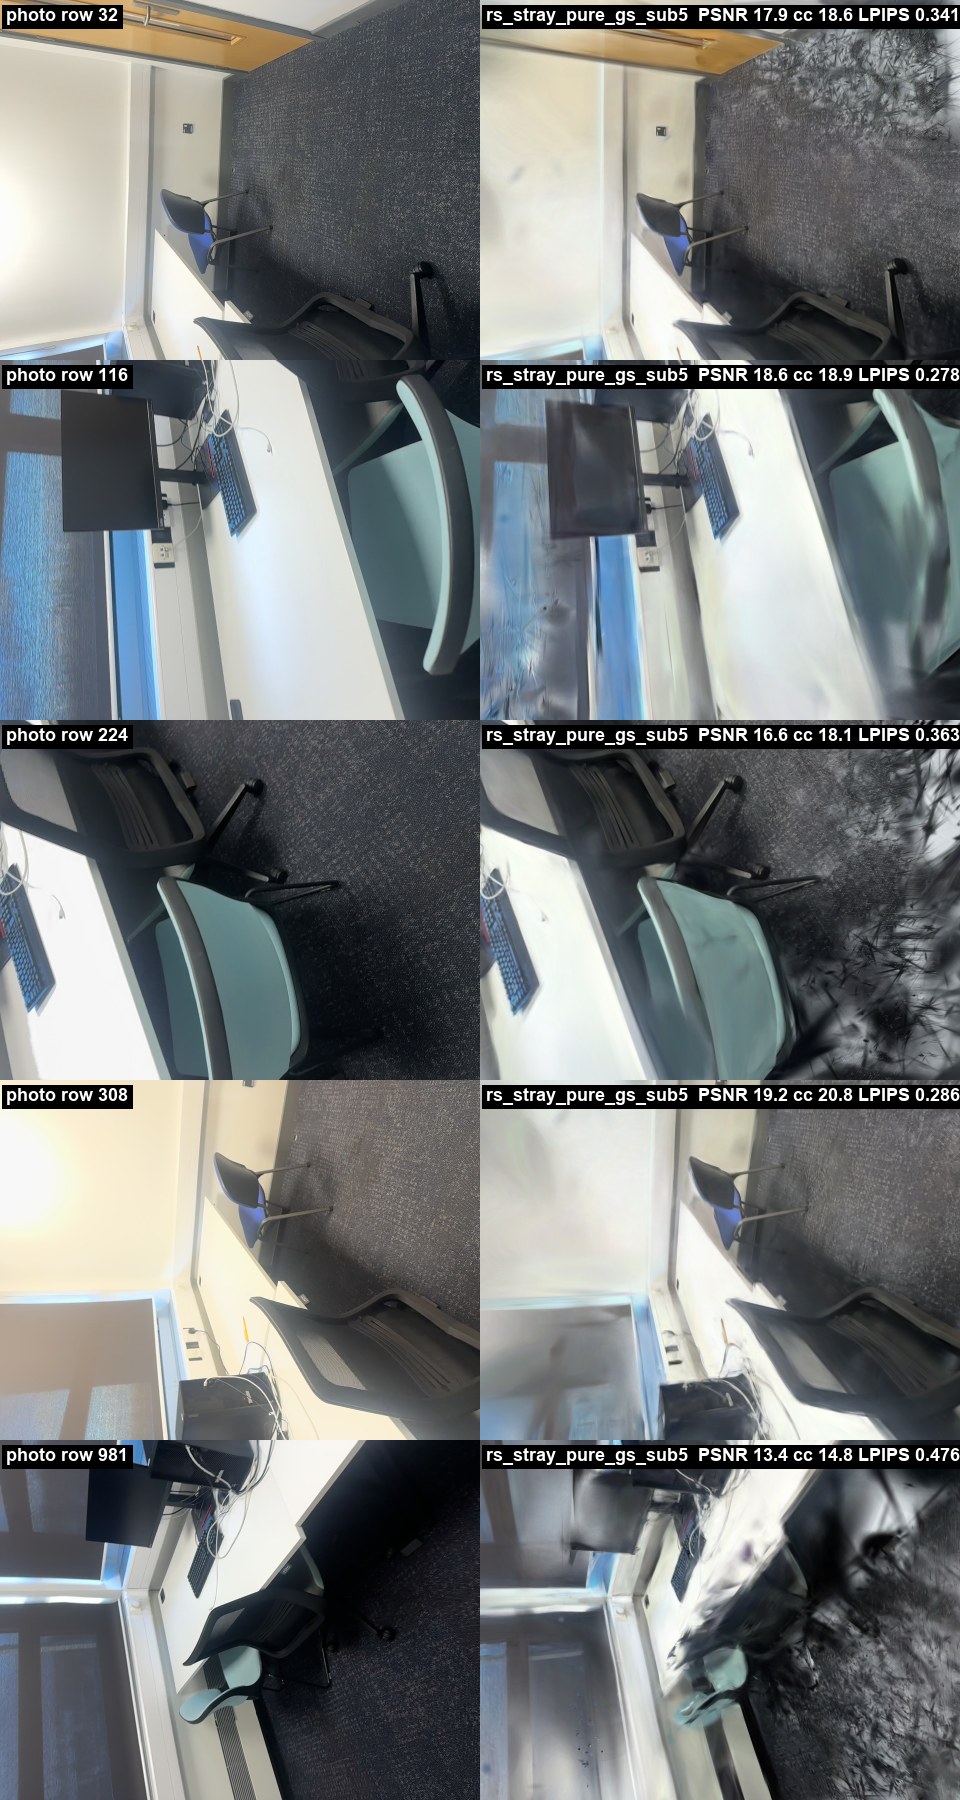 photo row 32
rs_stray_pure_gs_sub5 PSNR 17.9 cc 18.6 LPIPS 0.341
photo row 116
rs_stray_pure_gs_sub5 PSNR 18.6 cc 18.9 LPIPS 0.278
photo row 224
rs_stray_pure_gs_sub5 PSNR 16.6 cc 18.1 LPIPS 0.363
photo row 308
rs_stray_pure_gs_sub5 PSNR 19.2 cc 20.8 LPIPS 0.286
photo row 981
rs_stray_pure_gs_sub5 PSNR 13.4 cc 14.8 LPIPS 0.476